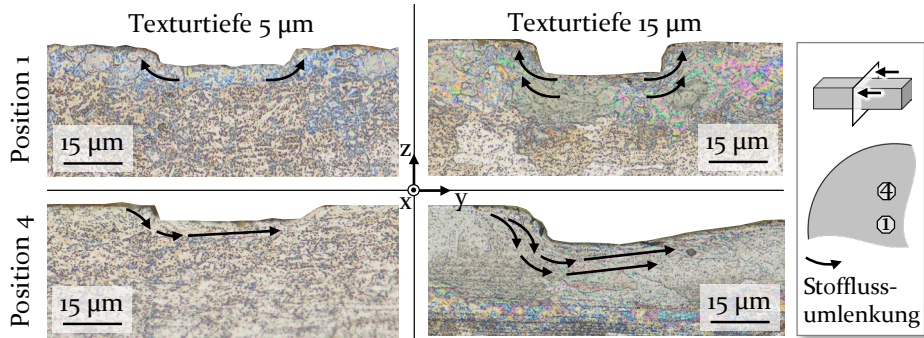 Texturtiefe 5 µm
Texturtiefe 15 µm
Position 1
15 µm
15 µm
z
x
y
Position 4
15 µm
15 µm
4
1
Stofffluss-
umlenkung